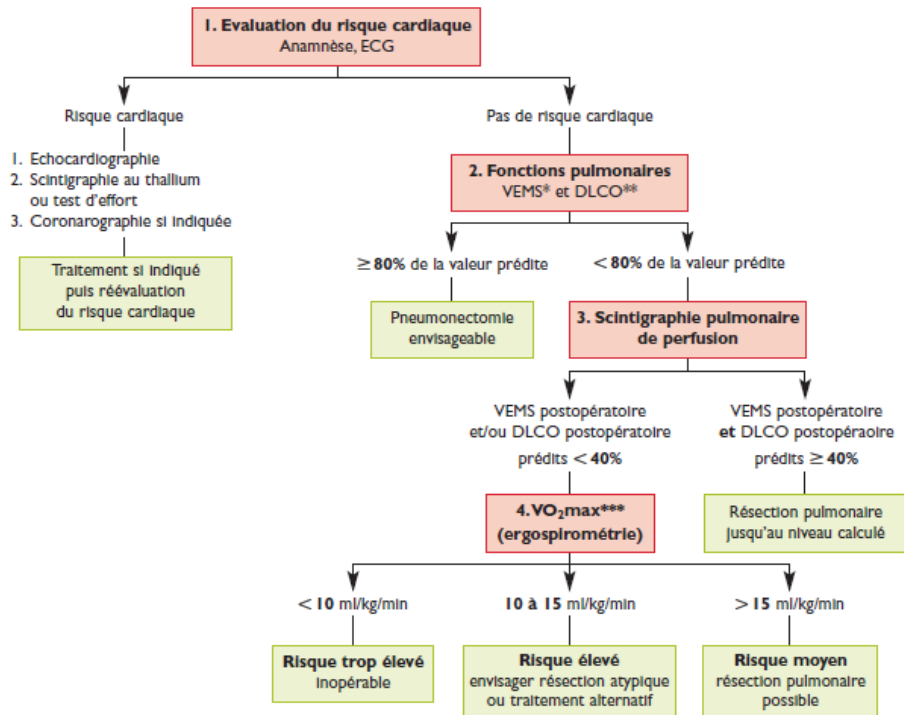 1. Evaluation du risque cardiaque
Anamnèse, ECG
Risque cardiaque
Pas de risque cardiaque
1. Echocardiographie
2. Scintigraphie au thallium
ou test d'effort
3. Coronarographie si indiquée
2. Fonctions pulmonaires
VEMS* et DLCO**
Traitement si indiqué
puis réévaluation
du risque cardiaque
≥ 80% de la valeur prédite
< 80% de la valeur prédite
Pneumonectomie
envisageable
3. Scintigraphie pulmonaire
de perfusion
VEMS postopératoire
et/ou DLCO postopératoire
prédits < 40%
VEMS postopératoire
et DLCO postopéraoire
prédits ≥ 40%
4. VO₂max***
(ergospirométrie)
Résection pulmonaire
jusqu'au niveau calculé
< 10 ml/kg/min
10 à 15 ml/kg/min
> 15 ml/kg/min
Risque trop élevé
inopérable
Risque élevé
envisager résection atypique
ou traitement alternatif
Risque moyen
résection pulmonaire
possible